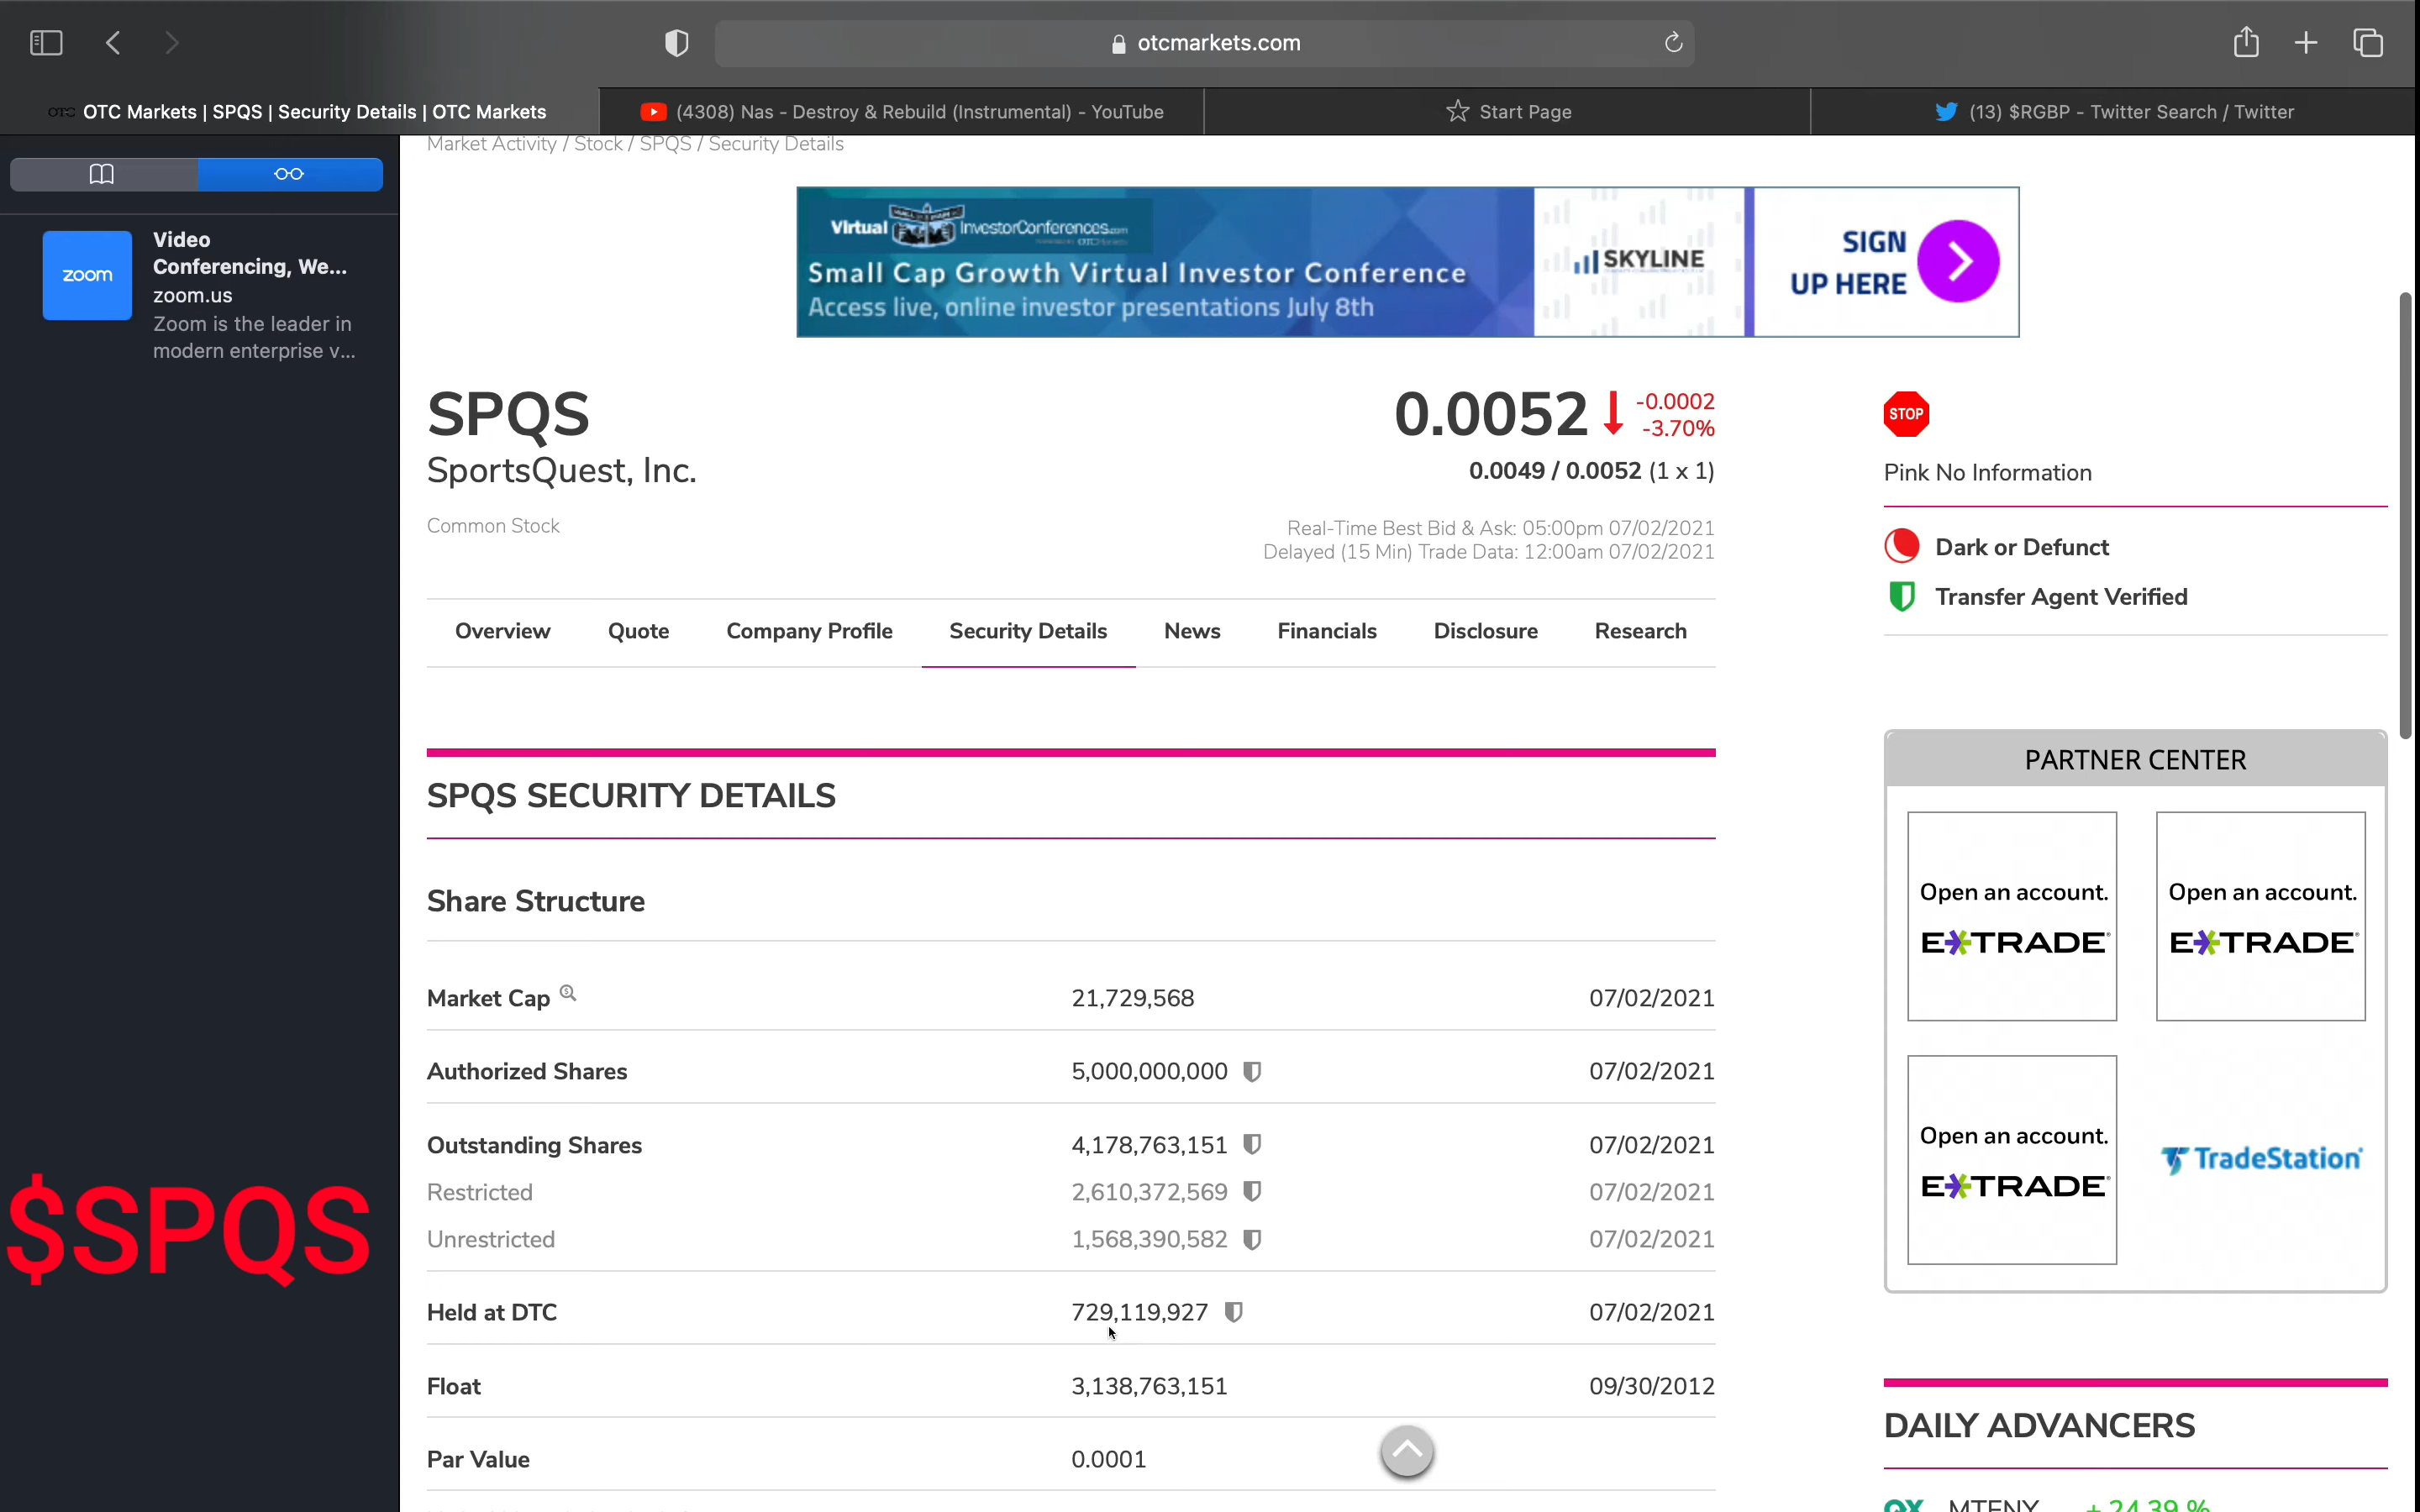 otcmarkets.com
OTC Markets | SPQS | Security Details | OTC Markets
(4308) Nas - Destroy & Rebuild (Instrumental) - YouTube
Start Page
(13) $RGBP - Twitter Search / Twitter
Video
Conferencing, We...
zoom
zoom.us
Zoom is the leader in
modern enterprise v...
$SPQS
Market Activity / Stock / SPQS / Security Details
Virtual InvestorConferences.com
Small Cap Growth Virtual Investor Conference
Access live, online investor presentations July 8th
SKYLINE
SIGN
UP HERE
SPQS
SportsQuest, Inc.
Common Stock
0.0052
-0.0002
-3.70%
0.0049 / 0.0052 (1 x 1)
Real-Time Best Bid & Ask: 05:00pm 07/02/2021
Delayed (15 Min) Trade Data: 12:00am 07/02/2021
STOP
Pink No Information
Dark or Defunct
Transfer Agent Verified
Overview Quote Company Profile Security Details News Financials Disclosure Research
SPQS SECURITY DETAILS
Share Structure
Market Cap 21,729,568 07/02/2021
Authorized Shares 5,000,000,000 07/02/2021
Outstanding Shares 4,178,763,151 07/02/2021
Restricted 2,610,372,569 07/02/2021
Unrestricted 1,568,390,582 07/02/2021
Held at DTC 729,119,927 07/02/2021
Float 3,138,763,151 09/30/2012
Par Value 0.0001
PARTNER CENTER
Open an account.
E*TRADE
Open an account.
E*TRADE
Open an account.
E*TRADE
TradeStation
DAILY ADVANCERS
QX MTENY + 24.39 %